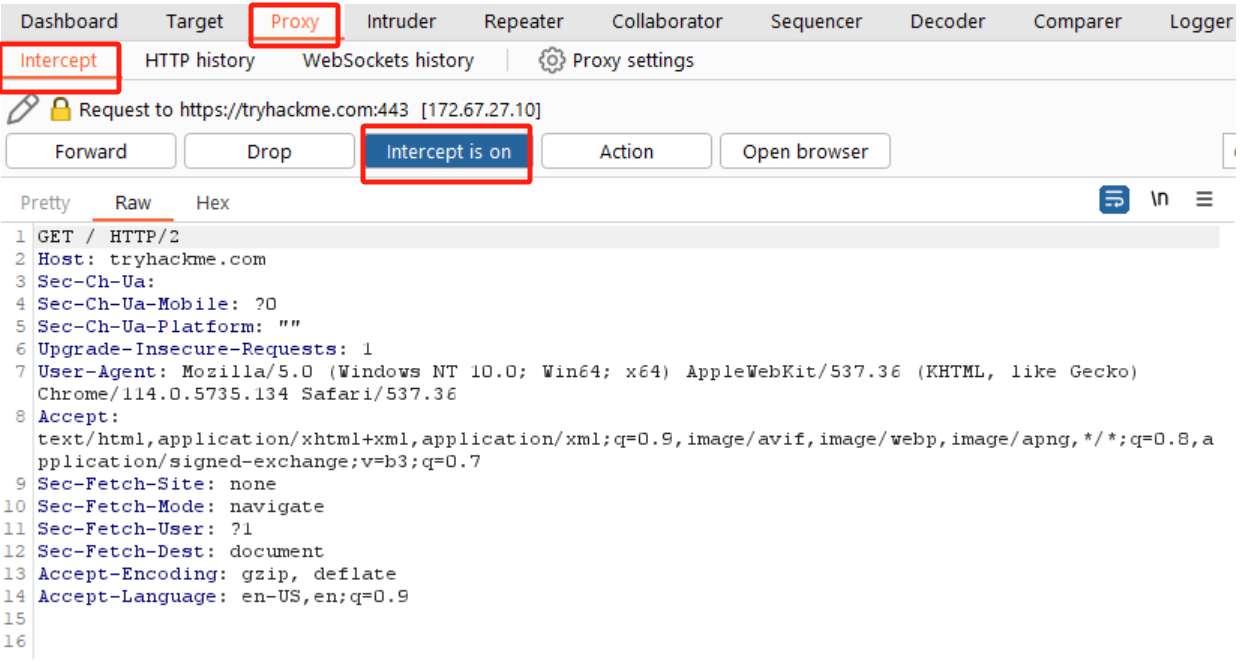 Dashboard Target Proxy Intruder Repeater Collaborator Sequencer Decoder Comparer Logger
Intercept HTTP history WebSockets history Proxy settings
Request to https://tryhackme.com:443 [172.67.27.10]
Forward Drop Intercept is on Action Open browser
Pretty Raw Hex \n
1 GET / HTTP/2
2 Host: tryhackme.com
3 Sec-Ch-Ua:
4 Sec-Ch-Ua-Mobile: ?0
5 Sec-Ch-Ua-Platform: ""
6 Upgrade-Insecure-Requests: 1
7 User-Agent: Mozilla/5.0 (Windows NT 10.0; Win64; x64) AppleWebKit/537.36 (KHTML, like Gecko)
Chrome/114.0.5735.134 Safari/537.36
8 Accept:
text/html,application/xhtml+xml,application/xml;q=0.9,image/avif,image/webp,image/apng,*/*;q=0.8,a
pplication/signed-exchange;v=b3;q=0.7
9 Sec-Fetch-Site: none
10 Sec-Fetch-Mode: navigate
11 Sec-Fetch-User: ?1
12 Sec-Fetch-Dest: document
13 Accept-Encoding: gzip, deflate
14 Accept-Language: en-US,en;q=0.9
15
16